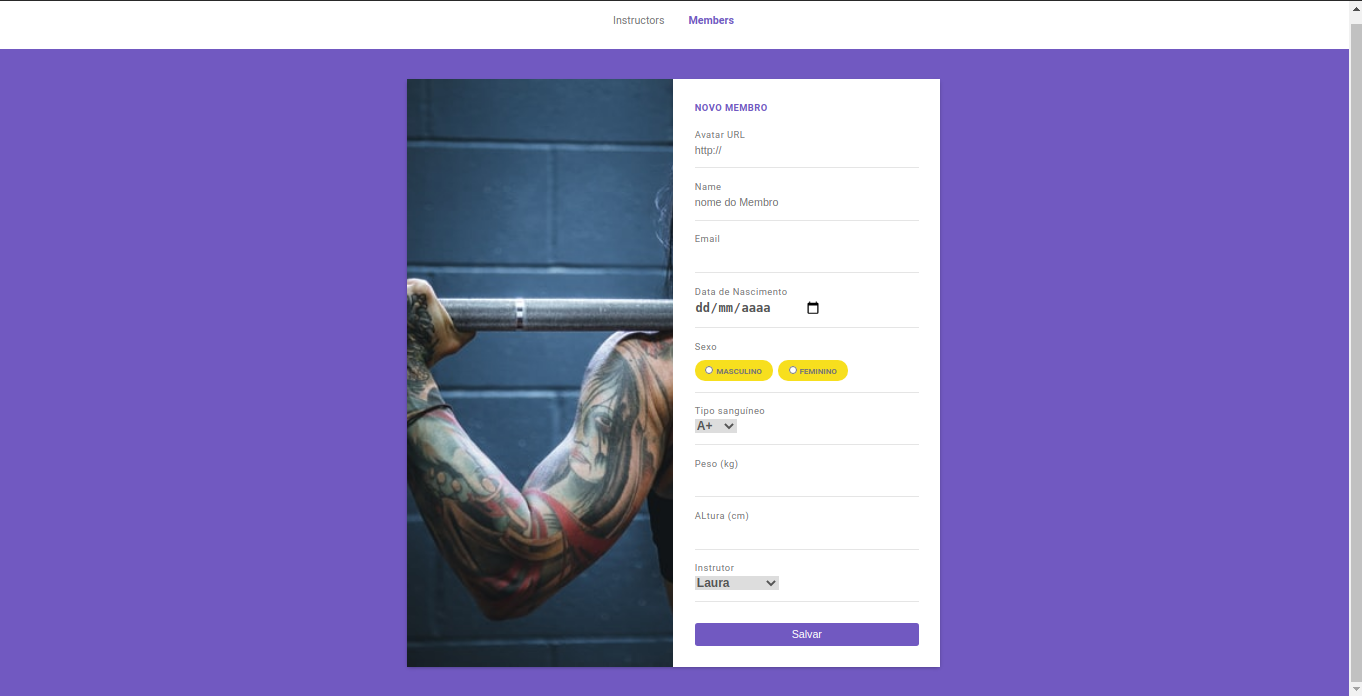 Instructors Members
NOVO MEMBRO
Avatar URL
http://
Name
nome do Membro
Email
Data de Nascimento
dd/mm/aaaa
Sexo
MASCULINO FEMININO
Tipo sanguíneo
A+
Peso (kg)
ALtura (cm)
Instrutor
Laura
Salvar